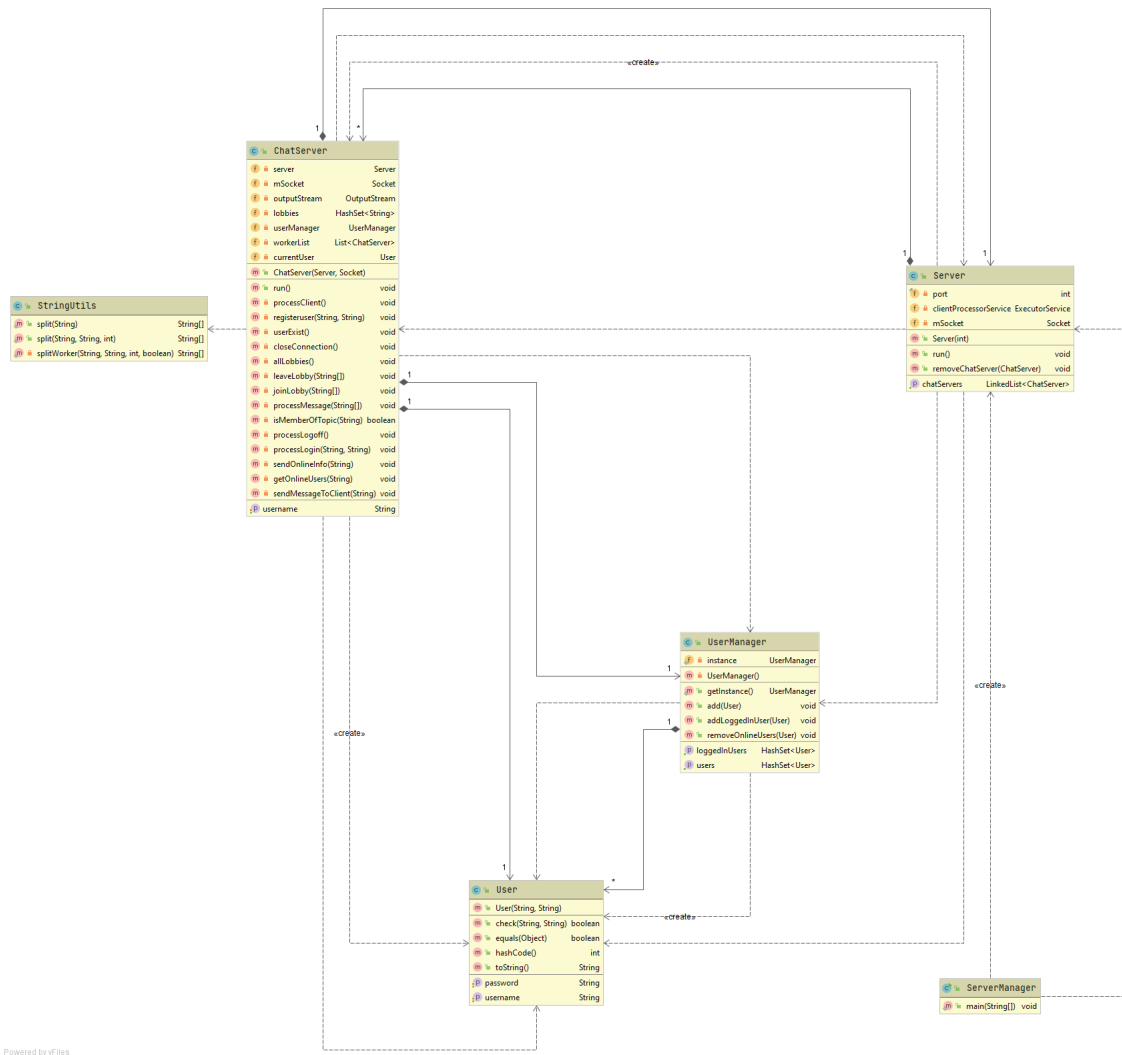 «create»
1
*
ChatServer
server Server
mSocket Socket
outputStream OutputStream
lobbies HashSet<String>
userManager UserManager
workerList List<ChatServer>
currentUser User
ChatServer(Server, Socket)
run() void
processClient() void
registeruser(String, String) void
userExist() void
closeConnection() void
allLobbies() void
leaveLobby(String[]) void
joinLobby(String[]) void
processMessage(String[]) void
isMemberOfTopic(String) boolean
processLogoff() void
processLogin(String, String) void
sendOnlineInfo(String) void
getOnlineUsers(String) void
sendMessageToClient(String) void
username String
1
1
1
1
Server
port int
clientProcessorService ExecutorService
mSocket Socket
Server(int)
run() void
removeChatServer(ChatServer) void
chatServers LinkedList<ChatServer>
StringUtils
split(String) String[]
split(String, String, int) String[]
splitWorker(String, String, int, boolean) String[]
UserManager
instance UserManager
UserManager()
getInstance() UserManager
add(User) void
addLoggedInUser(User) void
removeOnlineUsers(User) void
loggedInUsers HashSet<User>
users HashSet<User>
1
1
«create»
«create»
1
*
User
User(String, String)
check(String, String) boolean
equals(Object) boolean
hashCode() int
toString() String
password String
username String
«create»
ServerManager
main(String[]) void
Powered by yFiles